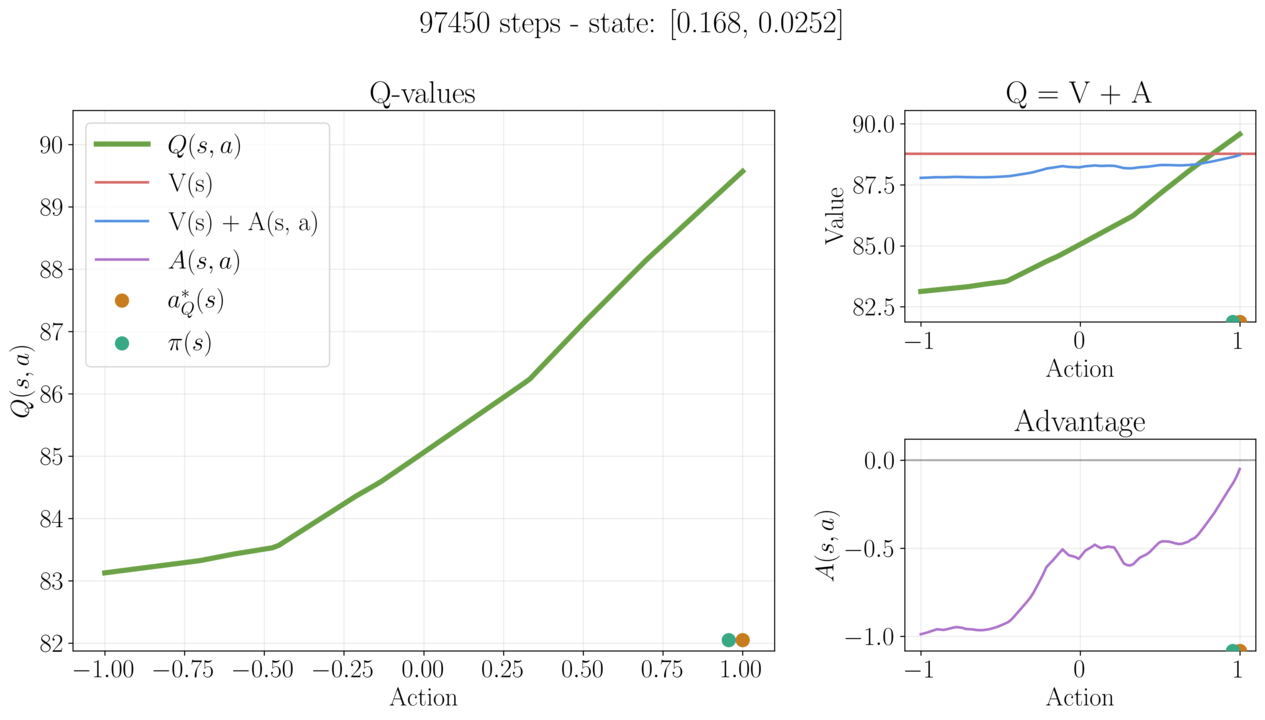 97450 steps - state: [0.168, 0.0252]
Q-values
Q(s, a)
V(s)
V(s) + A(s, a)
A(s, a)
a*Q(s)
π(s)
90
89
88
87
86
85
84
83
82
Q(s, a)
−1.00 −0.75 −0.50 −0.25 0.00 0.25 0.50 0.75 1.00
Action
Q = V + A
90.0
87.5
85.0
82.5
Value
−1 0 1
Action
Advantage
0.0
−0.5
−1.0
A(s, a)
−1 0 1
Action